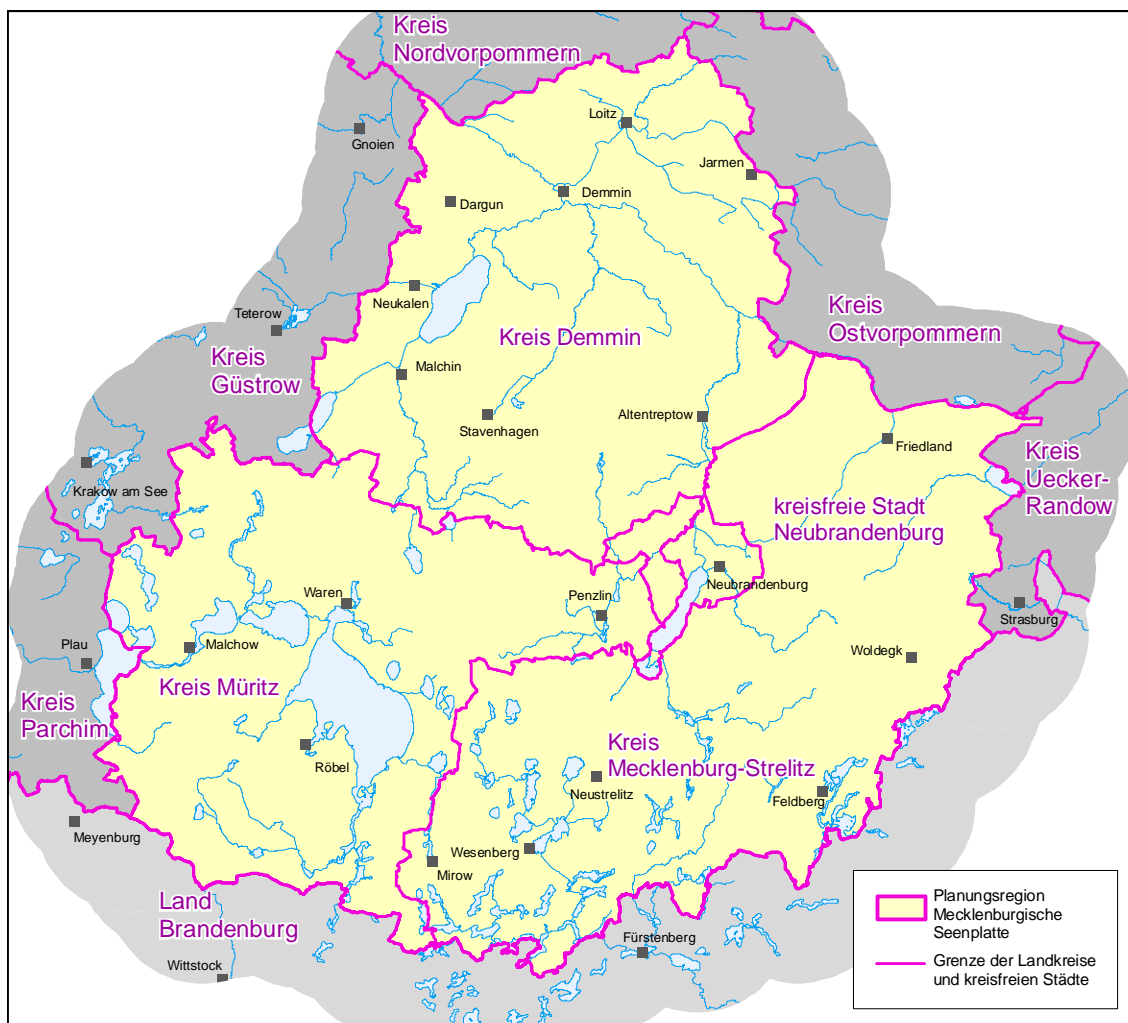 Kreis
Nordvorpommern
Loitz
Gnoien
Jarmen
Demmin
Dargun
Neukalen
Teterow
Kreis
Ostvorpommern
Kreis Demmin
Kreis
Güstrow
Malchin
Stavenhagen
Altentreptow
Friedland
Krakow am See
Kreis
Uecker-
Randow
kreisfreie Stadt
Neubrandenburg
Neubrandenburg
Waren
Penzlin
Strasburg
Malchow
Plau
Woldegk
Kreis Müritz
Kreis
Parchim
Röbel
Kreis
Mecklenburg-Strelitz
Neustrelitz
Feldberg
Meyenburg
Wesenberg
Mirow
Land
Brandenburg
Fürstenberg
Wittstock
Planungsregion
Mecklenburgische
Seenplatte
Grenze der Landkreise
und kreisfreien Städte